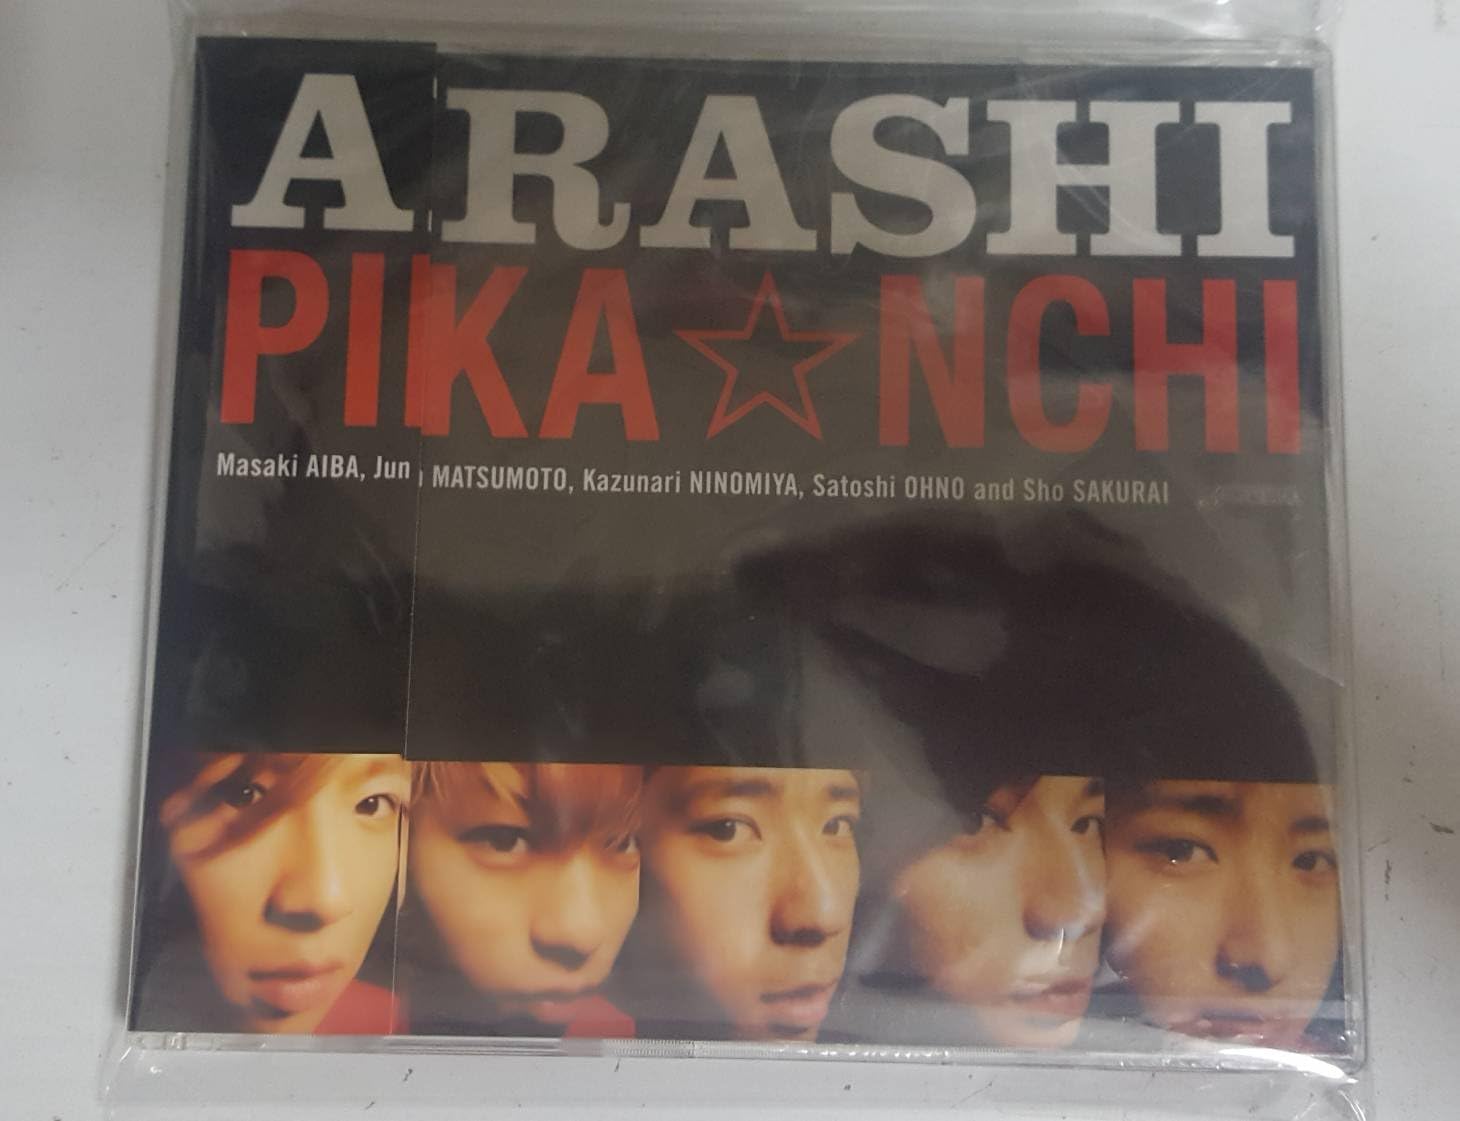 ARASHI
PIKA☆NCHI
Masaki AIBA, Jun MATSUMOTO, Kazunari NINOMIYA, Satoshi OHNO and Sho SAKURAI